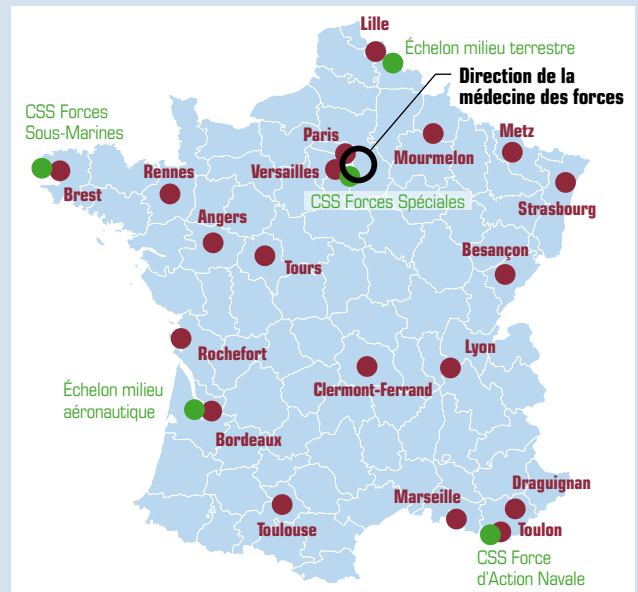 Lille
Échelon milieu terrestre
Direction de la
médecine des forces
CSS Forces
Sous-Marines
Paris
Metz
Mourmelon
Versailles
Rennes
Brest
CSS Forces Spéciales
Strasbourg
Angers
Besançon
Tours
Rochefort
Lyon
Clermont-Ferrand
Échelon milieu
aéronautique
Bordeaux
Draguignan
Marseille
Toulouse
Toulon
CSS Force
d'Action Navale